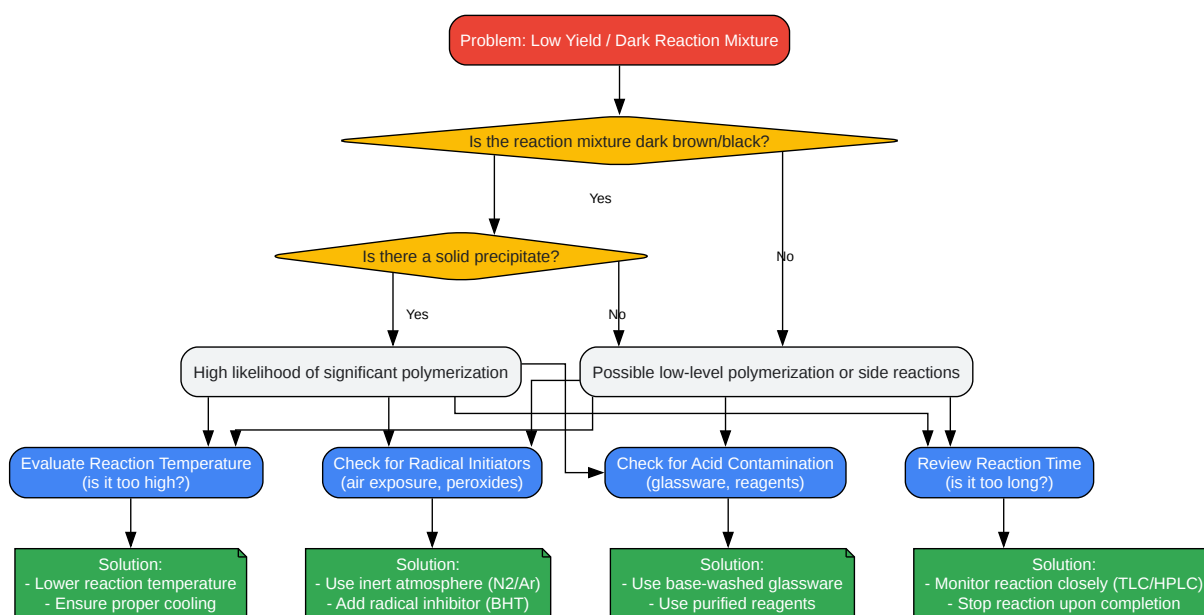 Problem: Low Yield / Dark Reaction Mixture
Is the reaction mixture dark brown/black?
Yes
No
Is there a solid precipitate?
Yes
No
High likelihood of significant polymerization
Possible low-level polymerization or side reactions
Evaluate Reaction Temperature
(is it too high?)
Check for Radical Initiators
(air exposure, peroxides)
Check for Acid Contamination
(glassware, reagents)
Review Reaction Time
(is it too long?)
Solution:
- Lower reaction temperature
- Ensure proper cooling
Solution:
- Use inert atmosphere (N2/Ar)
- Add radical inhibitor (BHT)
Solution:
- Use base-washed glassware
- Use purified reagents
Solution:
- Monitor reaction closely (TLC/HPLC)
- Stop reaction upon completion